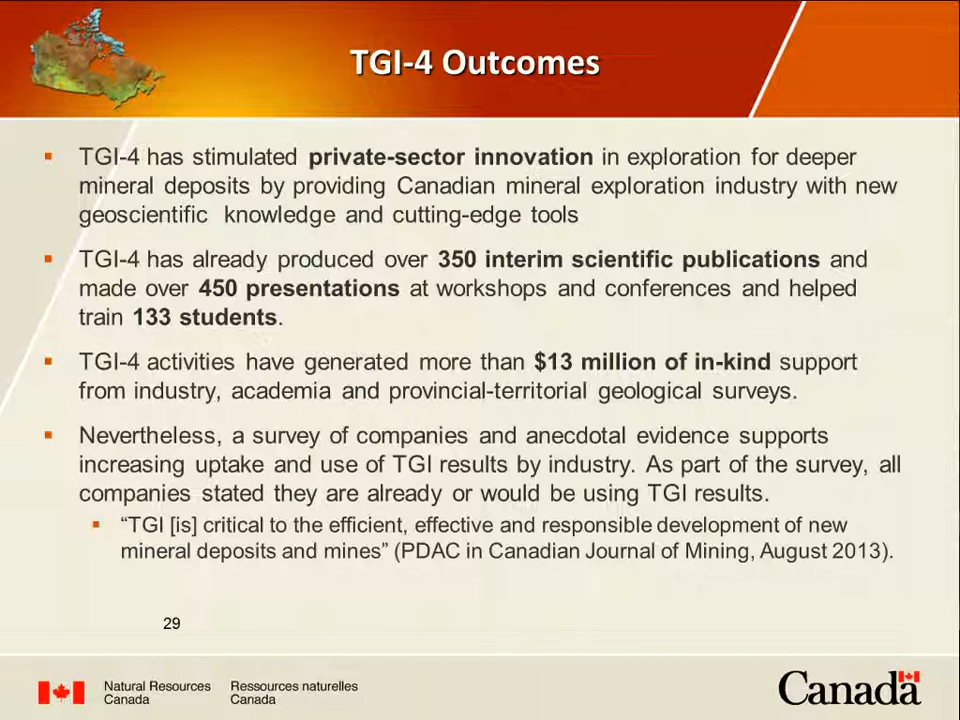 TGI-4 Outcomes
▪ TGI-4 has stimulated private-sector innovation in exploration for deeper
mineral deposits by providing Canadian mineral exploration industry with new
geoscientific knowledge and cutting-edge tools
▪ TGI-4 has already produced over 350 interim scientific publications and
made over 450 presentations at workshops and conferences and helped
train 133 students.
▪ TGI-4 activities have generated more than $13 million of in-kind support
from industry, academia and provincial-territorial geological surveys.
▪ Nevertheless, a survey of companies and anecdotal evidence supports
increasing uptake and use of TGI results by industry. As part of the survey, all
companies stated they are already or would be using TGI results.
▪ “TGI [is] critical to the efficient, effective and responsible development of new
mineral deposits and mines” (PDAC in Canadian Journal of Mining, August 2013).
29
Natural Resources Ressources naturelles
Canada Canada
Canada